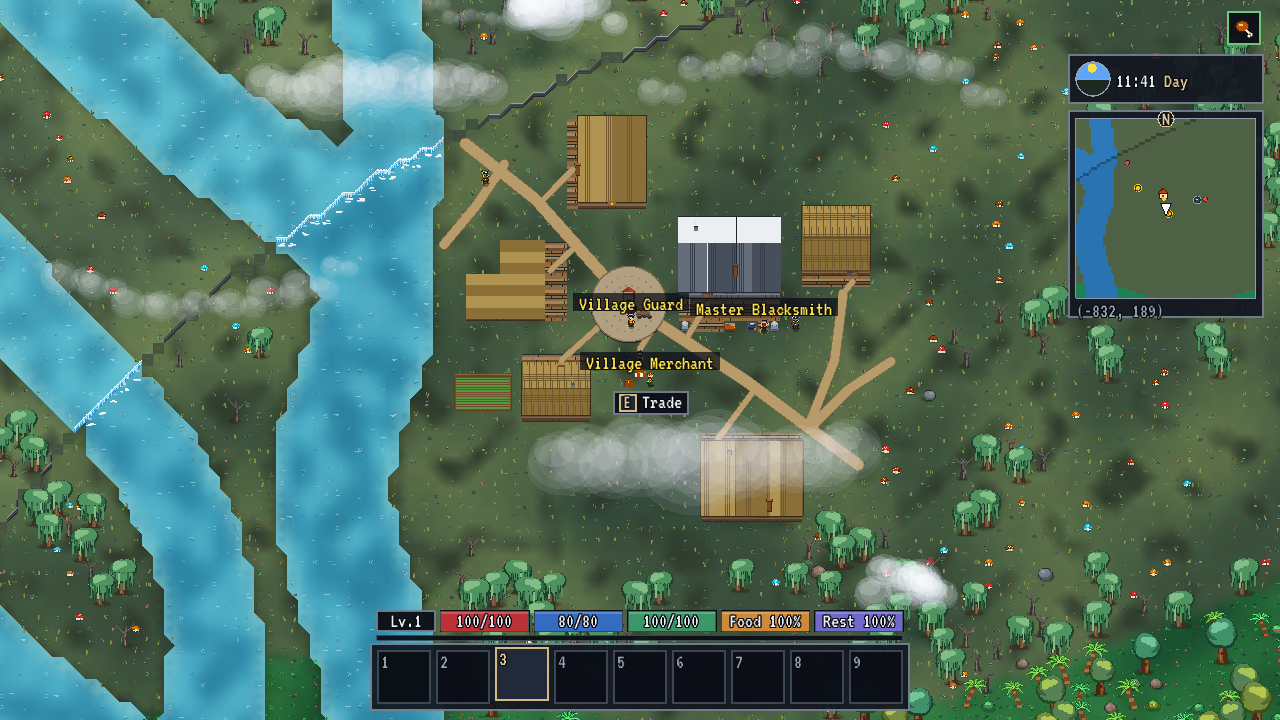 11:41 Day
N
(-832, 189)
Village Guard
Master Blacksmith
Village Merchant
E Trade
Lv.1 100/100 80/80 100/100 Food 100% Rest 100%
1 2 3 4 5 6 7 8 9